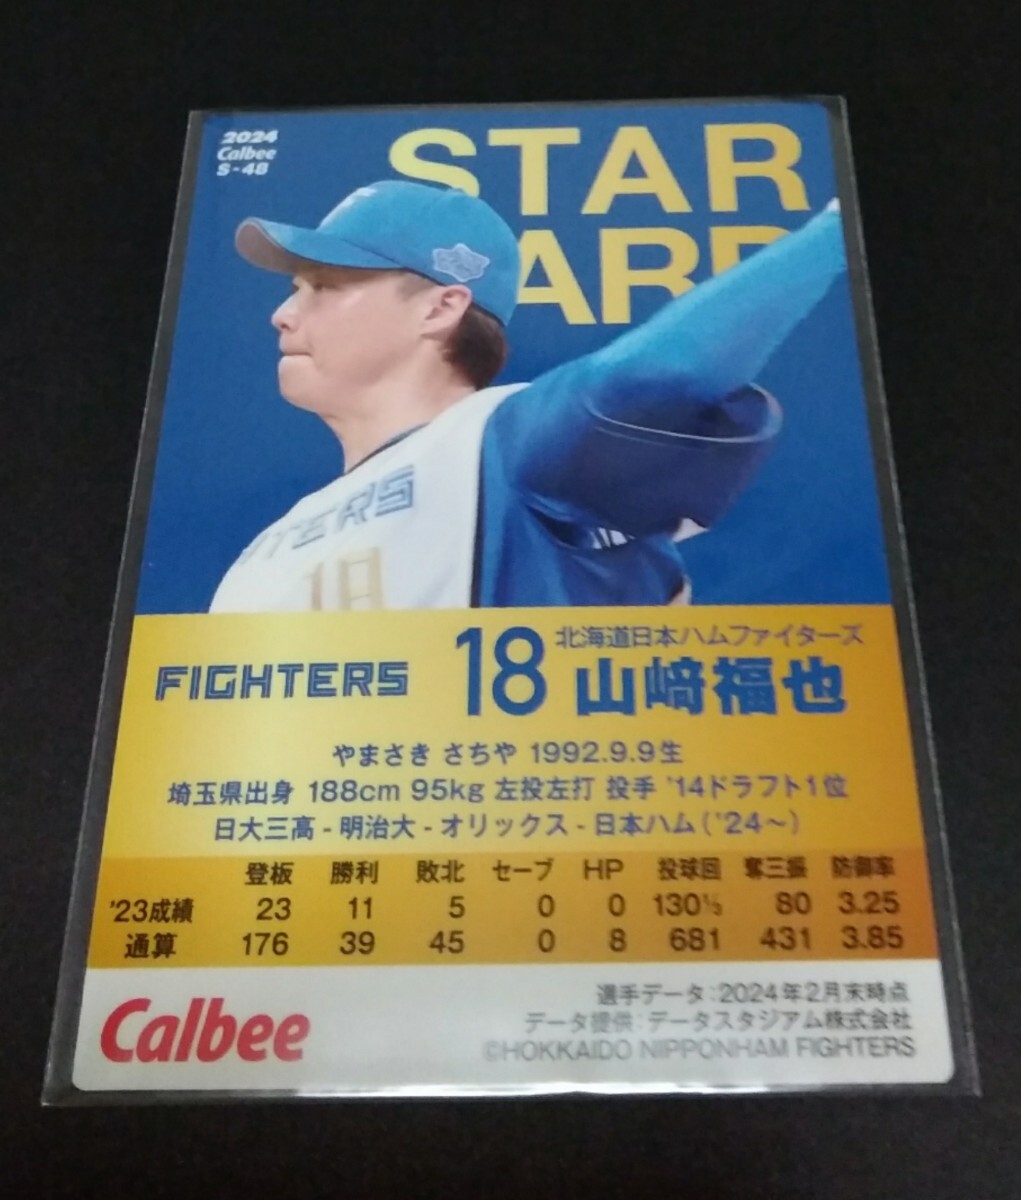 2024
Calbee
S-48
STAR
ARD
FIGHTERS
18
FIGHTERS
18
北海道日本ハムファイターズ
山﨑福也
やまさき さちや 1992.9.9生
埼玉県出身 188cm 95kg 左投左打 投手 '14ドラフト1位
日大三高-明治大-オリックス-日本ハム('24〜)
登板 勝利 敗北 セーブ HP 投球回 奪三振 防御率
'23成績 23 11 5 0 0 130⅓ 80 3.25
通算 176 39 45 0 8 681 431 3.85
Calbee
選手データ:2024年2月末時点
データ提供:データスタジアム株式会社
©HOKKAIDO NIPPONHAM FIGHTERS